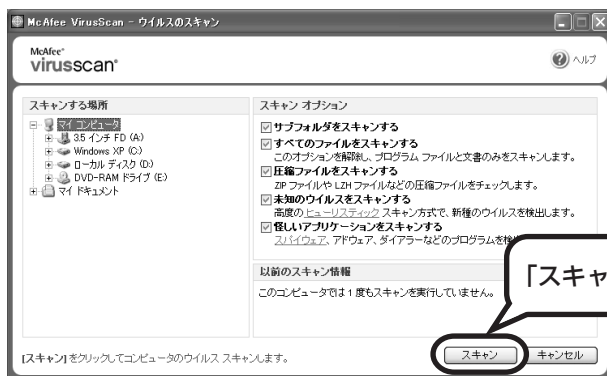 McAfee VirusScan - ウイルスのスキャン
McAfee®
virusscan®
ヘルプ
スキャンする場所
マイ コンピュータ
3.5 インチ FD (A:)
Windows XP (C:)
ローカル ディスク (D:)
DVD-RAM ドライブ (E:)
マイ ドキュメント
スキャン オプション
サブフォルダをスキャンする
すべてのファイルをスキャンする
このオプションを解除し、プログラム ファイルと文書のみをスキャンします。
圧縮ファイルをスキャンする
ZIP ファイルや LZH ファイルなどの圧縮ファイルをチェックします。
未知のウイルスをスキャンする
高度のヒューリスティック スキャン方式で、新種のウイルスを検出します。
怪しいアプリケーションをスキャンする
スパイウェア、アドウェア、ダイアラーなどのプログラムを検
以前のスキャン情報
このコンピュータでは 1 度もスキャンを実行していません。
「スキャ
[スキャン] をクリックしてコンピュータのウイルス スキャンします。
スキャン
キャンセル